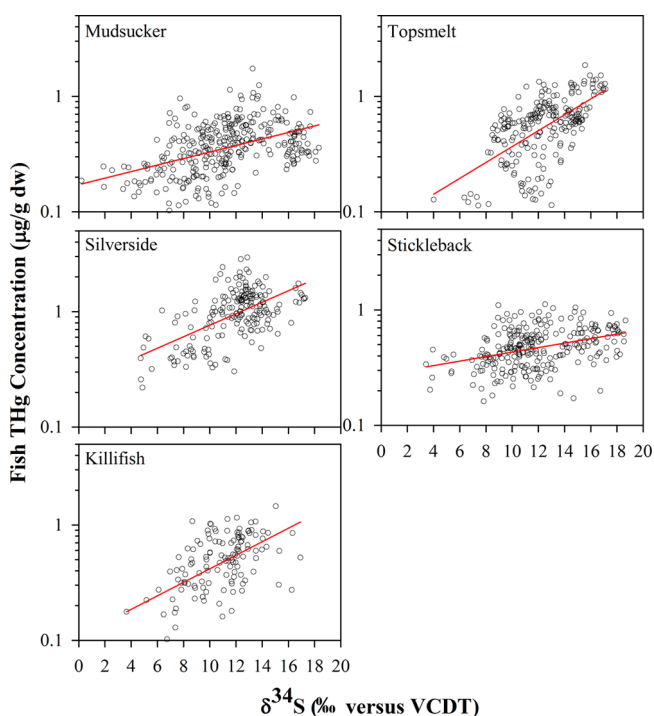 Mudsucker
Topsmelt
1
1
0.1
0.1
Silverside
Stickleback
1
1
0.1
0.1
0 2 4 6 8 10 12 14 16 18 20
Killifish
1
0.1
0 2 4 6 8 10 12 14 16 18 20
Fish THg Concentration (μg/g dw)
δ³⁴S (‰ versus VCDT)